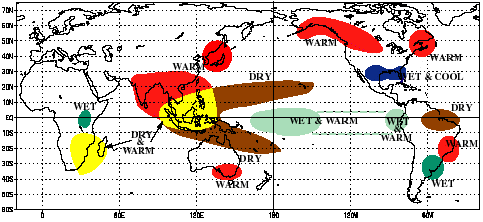 70N
60N
50N
40N
30N
20N
10N
EQ
10S
20S
30S
40S
50S
60S
WARM
WARM
WARM
DRY
WET & COOL
WET
DRY
WET & WARM
WET
&
WARM
DRY
&
WARM
DRY
WARM
WARM
WET
0
60E
120E
180
120W
60W